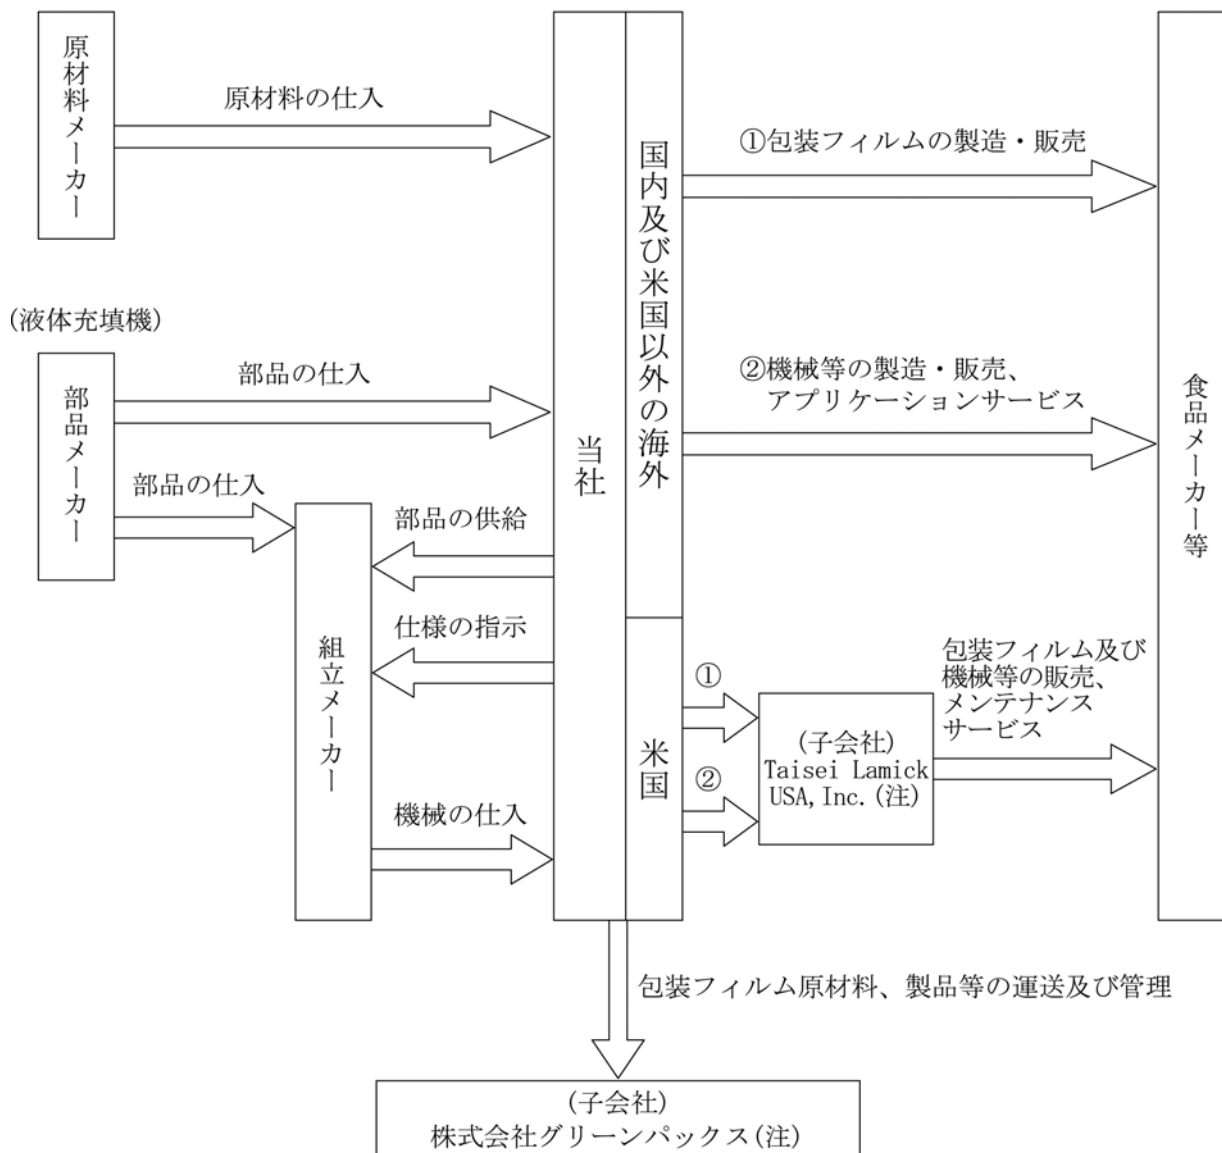 原材料メーカー
原材料の仕入
(液体充填機)
部品メーカー
部品の仕入
部品の仕入
組立メーカー
部品の供給
仕様の指示
機械の仕入
当社
国内及び米国以外の海外
米国
①包装フィルムの製造・販売
②機械等の製造・販売、
アプリケーションサービス
①
②
(子会社)
Taisei Lamick
USA,Inc.(注)
包装フィルム及び
機械等の販売、
メンテナンス
サービス
食品メーカー等
包装フィルム原材料、製品等の運送及び管理
(子会社)
株式会社グリーンパックス(注)